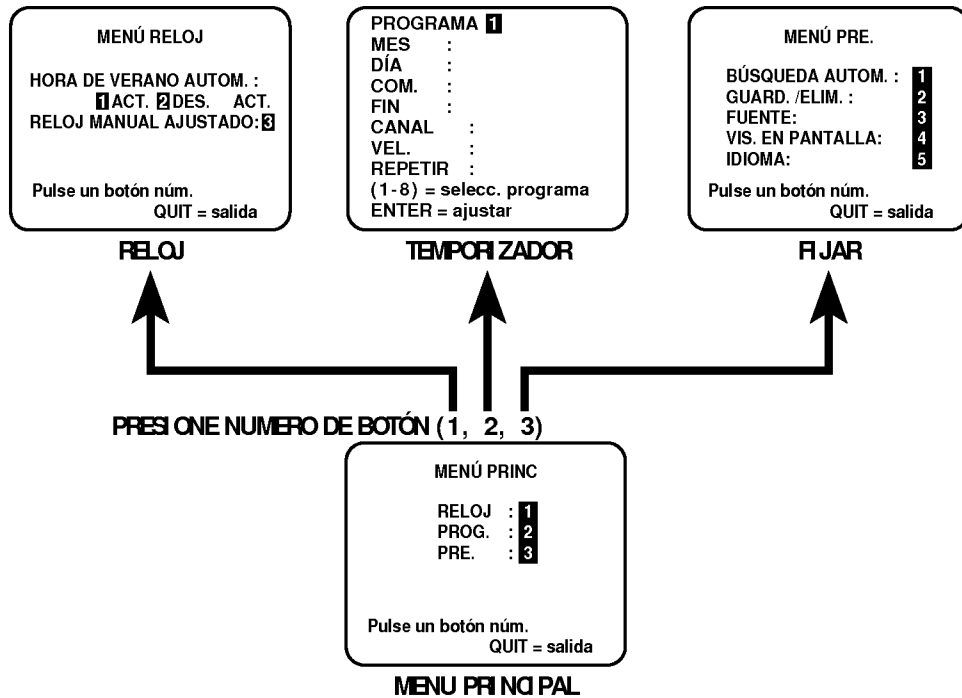 MENÚ RELOJ
HORA DE VERANO AUTOM. :
1 ACT. 2 DES. ACT.
RELOJ MANUAL AJUSTADO: 3
Pulse un botón núm.
QUIT = salida
RELOJ
PROGRAMA 1
MES :
DÍA :
COM. :
FIN :
CANAL :
VEL. :
REPETIR :
(1-8) = selecc. programa
ENTER = ajustar
TEMPORIZADOR
MENÚ PRE.
BÚSQUEDA AUTOM. : 1
GUARD. /ELIM. : 2
FUENTE: 3
VIS. EN PANTALLA: 4
IDIOMA: 5
Pulse un botón núm.
QUIT = salida
FIJAR
PRESIONE NUMERO DE BOTÓN (1, 2, 3)
MENÚ PRINC
RELOJ : 1
PROG. : 2
PRE. : 3
Pulse un botón núm.
QUIT = salida
MENU PRINCIPAL